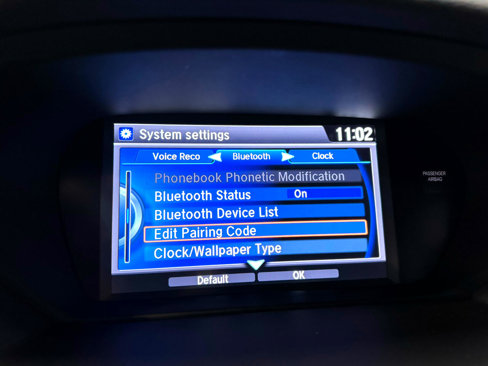 System settings 11:02
Voice Reco Bluetooth Clock
Phonebook Phonetic Modification
Bluetooth Status On
Bluetooth Device List
Edit Pairing Code
Clock/Wallpaper Type
Default OK
PASSENGER
AIRBAG